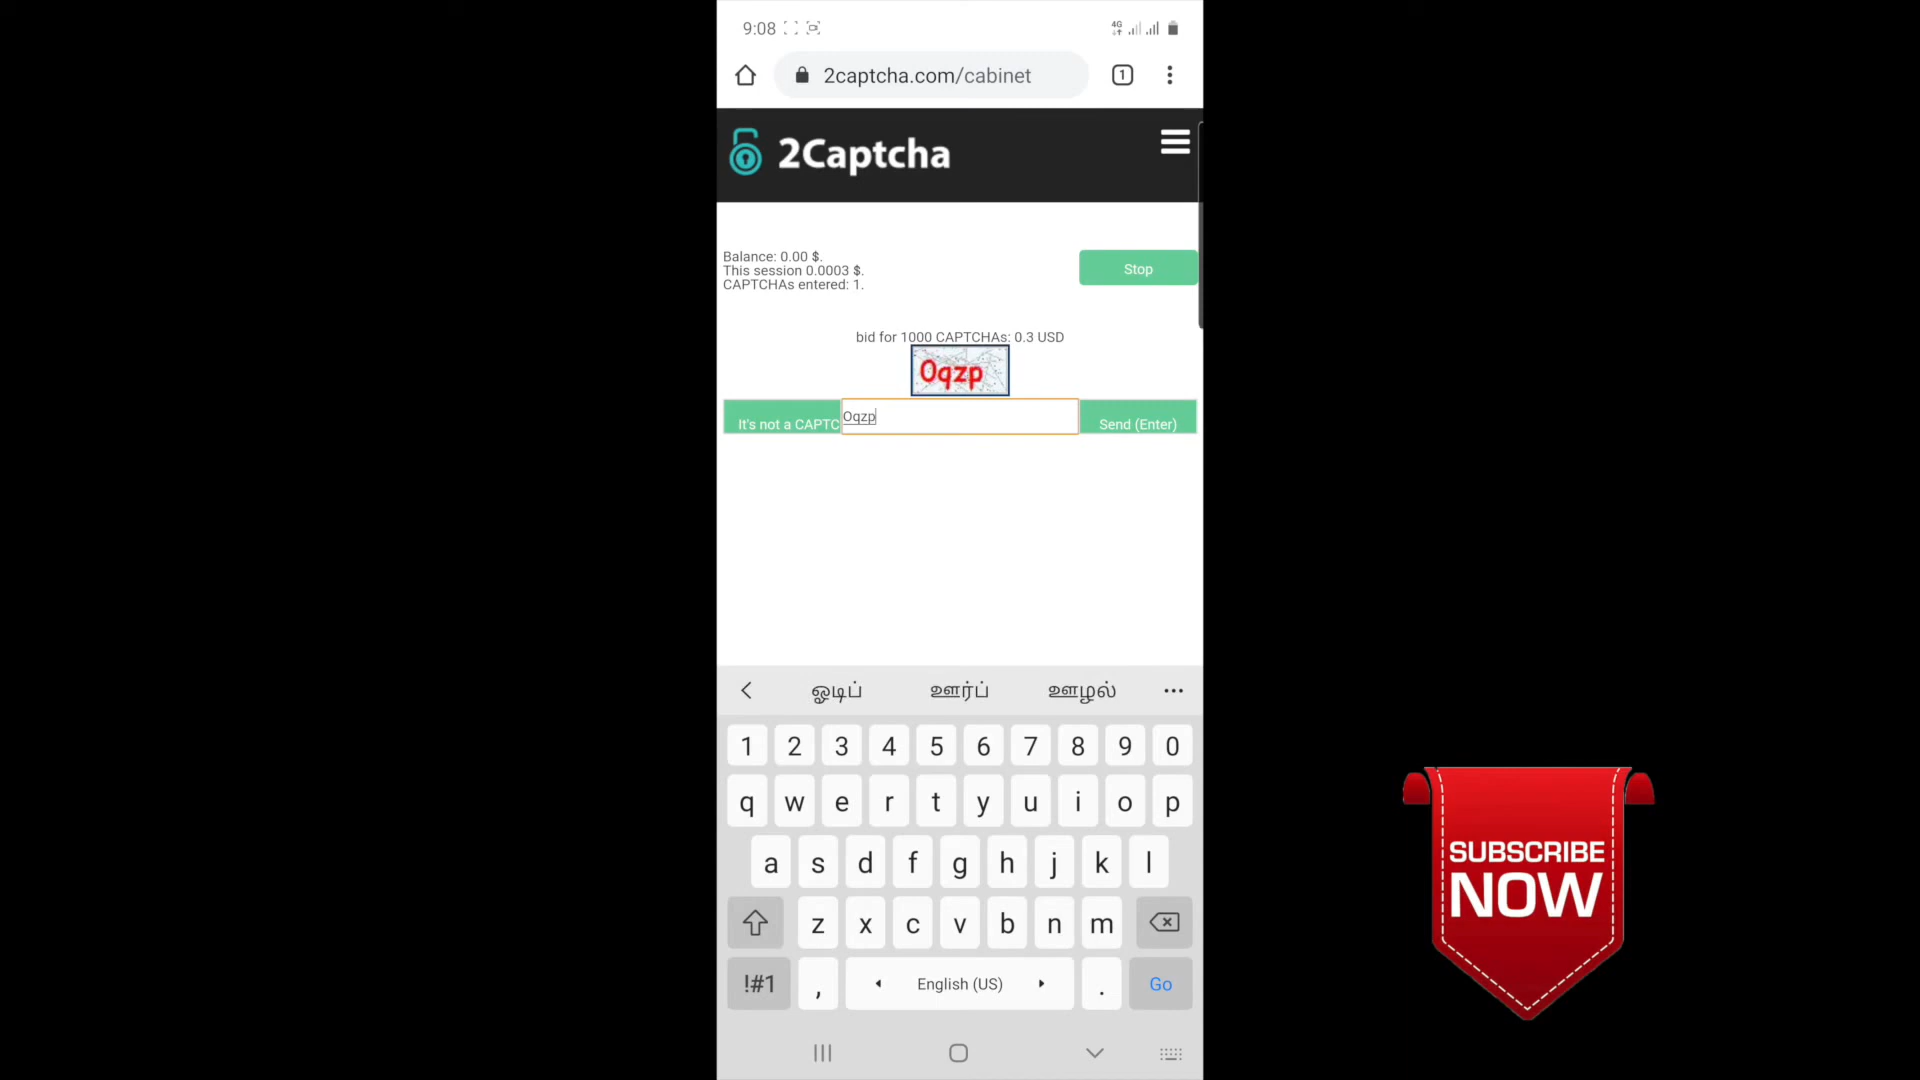 9:08
4G
2captcha.com/cabinet
1
2Captcha
Balance: 0.00 $.
This session 0.0003 $.
CAPTCHAs entered: 1.
Stop
bid for 1000 CAPTCHAs: 0.3 USD
Oqzp
It's not a CAPTC
Oqzp
Send (Enter)
ஓடிப் ஊர்ப் ஊழல்
1 2 3 4 5 6 7 8 9 0
q w e r t y u i o p
a s d f g h j k l
z x c v b n m
!#1 , English (US) . Go
SUBSCRIBE
NOW